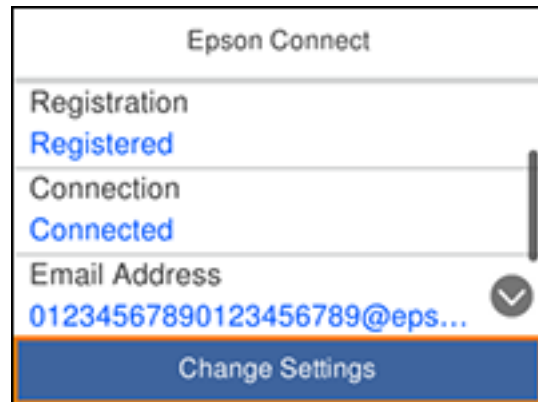 Epson Connect
Registration
Registered
Connection
Connected
Email Address
01234567890123456789@eps...
Change Settings